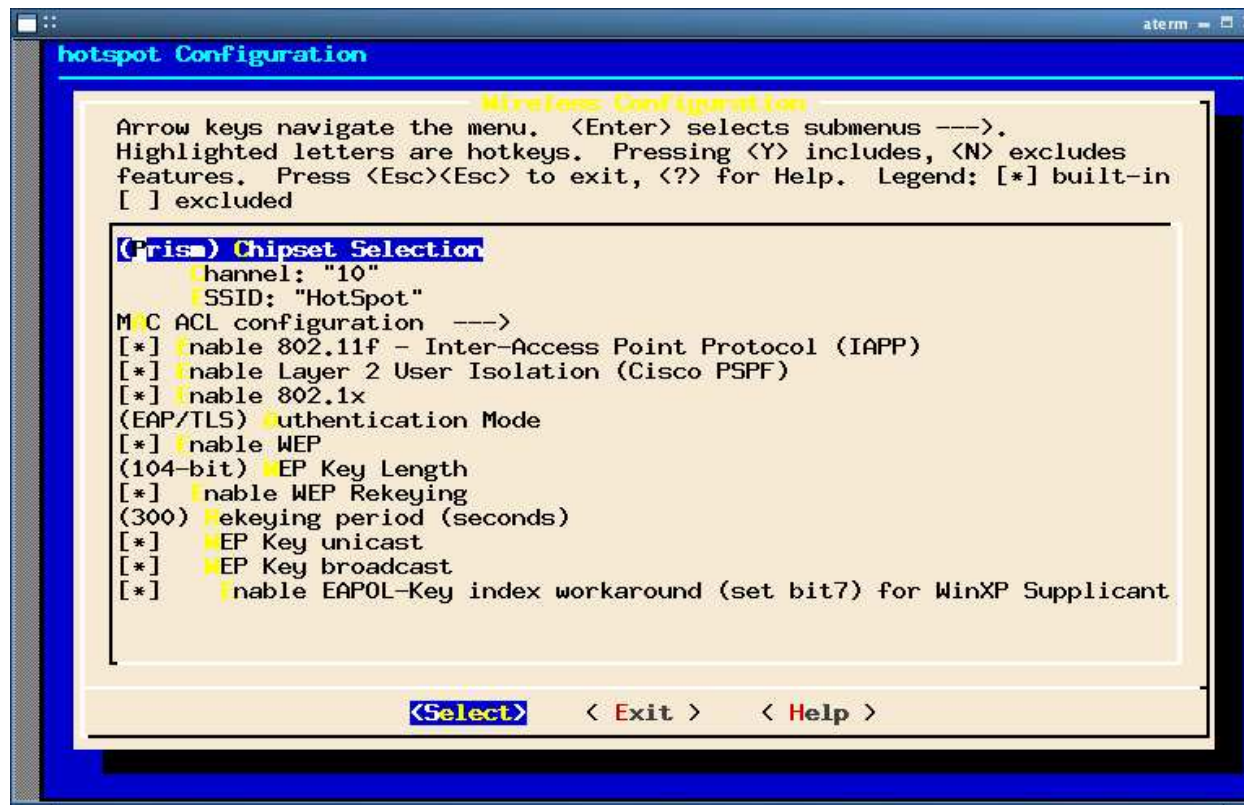 aterm
hotspot Configuration
Wireless Configuration
Arrow keys navigate the menu. <Enter> selects submenus --->.
Highlighted letters are hotkeys. Pressing <Y> includes, <N> excludes
features. Press <Esc><Esc> to exit, <?> for Help. Legend: [*] built-in
[ ] excluded
(Prism) Chipset Selection
Channel: "10"
ESSID: "HotSpot"
MAC ACL configuration --->
[*] Enable 802.11f - Inter-Access Point Protocol (IAPP)
[*] Enable Layer 2 User Isolation (Cisco PSPF)
[*] Enable 802.1x
(EAP/TLS) Authentication Mode
[*] Enable WEP
(104-bit) WEP Key Length
[*] Enable WEP Rekeying
(300) Rekeying period (seconds)
[*] WEP Key unicast
[*] WEP Key broadcast
[*] Enable EAPOL-Key index workaround (set bit7) for WinXP Supplicant
<Select> < Exit > < Help >